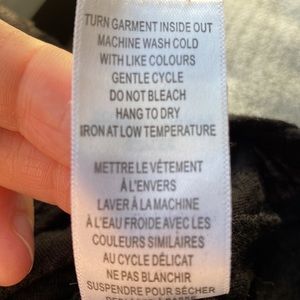 TURN GARMENT INSIDE OUT
MACHINE WASH COLD
WITH LIKE COLOURS
GENTLE CYCLE
DO NOT BLEACH
HANG TO DRY
IRON AT LOW TEMPERATURE
METTRE LE VÊTEMENT
À L'ENVERS
LAVER À LA MACHINE
À L'EAU FROIDE AVEC LES
COULEURS SIMILAIRES
AU CYCLE DÉLICAT
NE PAS BLANCHIR
SUSPENDRE POUR SÉCHER